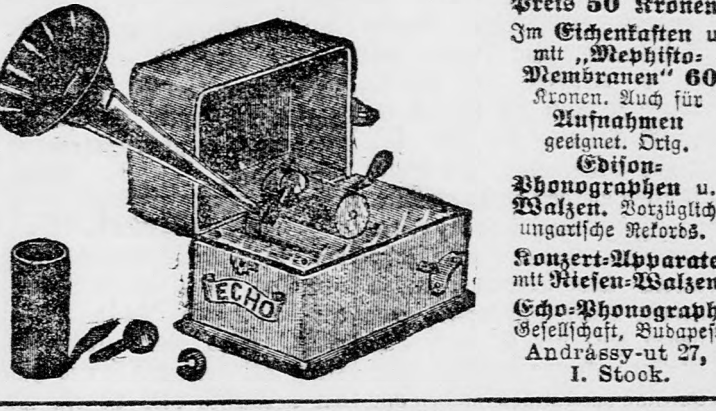 ECHO
Preis 50 Kronen
Im Eichenkasten u
mit „Mephisto=
Membranen“ 60
Kronen. Auch für
Aufnahmen
geeignet. Orig.
Edison=
Phonographen u.
Walzen. Vorzüglich
ungarische Rekords.
Konzert=Apparate
mit Riesen=Walzen
Echo=Phonograph
Gesellschaft, Budapest
Andrássy-ut 27,
I. Stock.